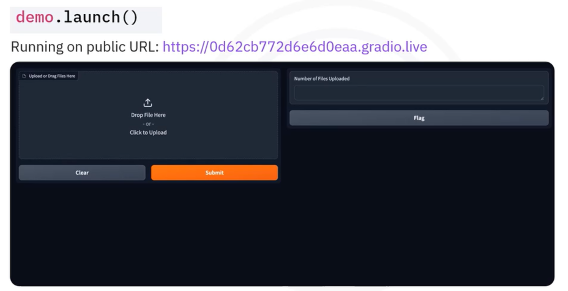 demo.launch()
Running on public URL: https://0d62cb772d6e6d0eaa.gradio.live
Upload or Drag Files Here
Drop File Here
- or -
Click to Upload
Clear
Submit
Number of Files Uploaded
Flag